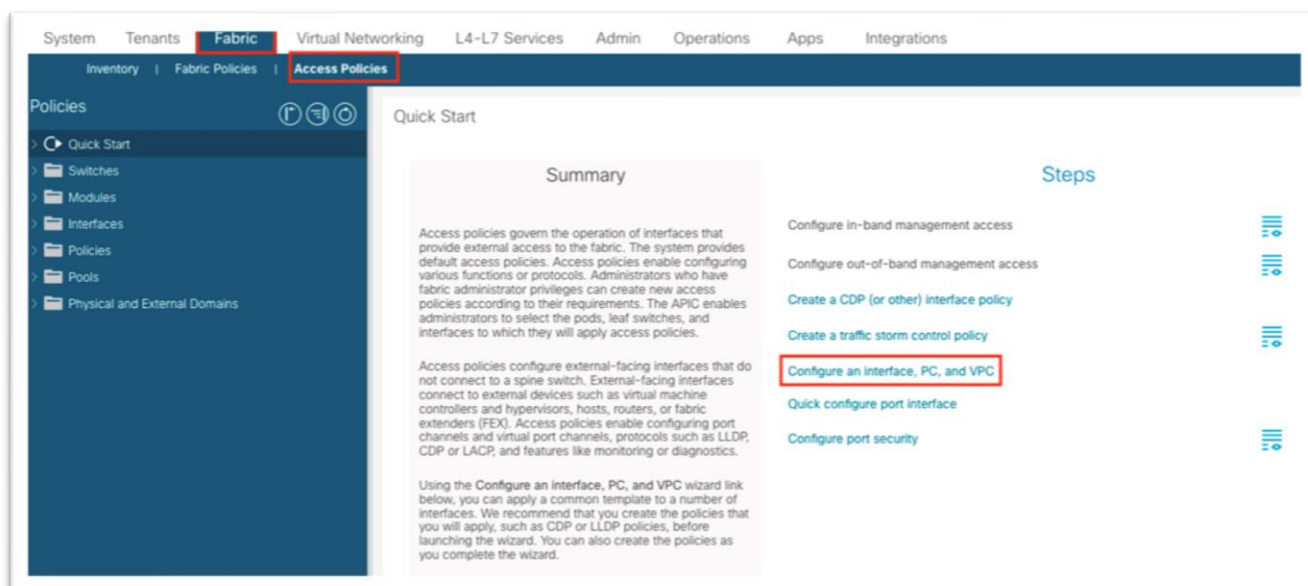 System Tenants Fabric Virtual Networking L4-L7 Services Admin Operations Apps Integrations
Inventory | Fabric Policies | Access Policies
Policies
Quick Start
Switches
Modules
Interfaces
Policies
Pools
Physical and External Domains
Quick Start
Summary
Access policies govern the operation of interfaces that
provide external access to the fabric. The system provides
default access policies. Access policies enable configuring
various functions or protocols. Administrators who have
fabric administrator privileges can create new access
policies according to their requirements. The APIC enables
administrators to select the pods, leaf switches, and
interfaces to which they will apply access policies.
Access policies configure external-facing interfaces that do
not connect to a spine switch. External-facing interfaces
connect to external devices such as virtual machine
controllers and hypervisors, hosts, routers, or fabric
extenders (FEX). Access policies enable configuring port
channels and virtual port channels, protocols such as LLDP,
CDP or LACP, and features like monitoring or diagnostics.
Using the Configure an interface, PC, and VPC wizard link
below, you can apply a common template to a number of
interfaces. We recommend that you create the policies that
you will apply, such as CDP or LLDP policies, before
launching the wizard. You can also create the policies as
you complete the wizard.
Steps
Configure in-band management access
Configure out-of-band management access
Create a CDP (or other) interface policy
Create a traffic storm control policy
Configure an interface, PC, and VPC
Quick configure port interface
Configure port security